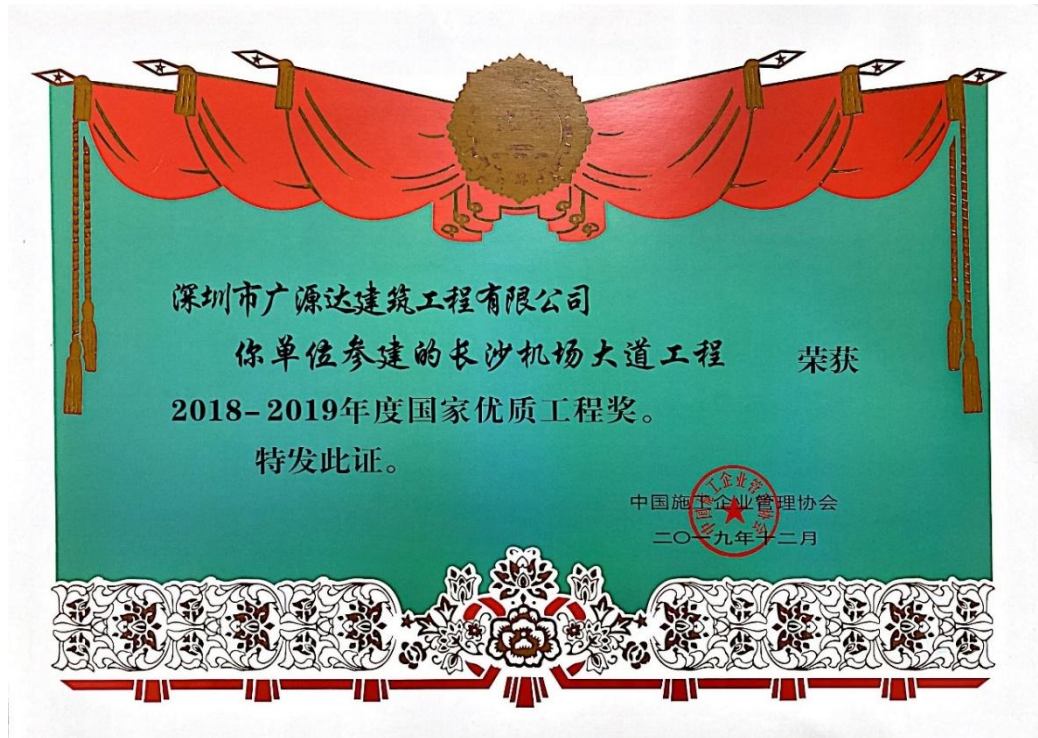 深圳市广源达建筑工程有限公司
你单位参建的长沙机场大道工程 荣获
2018-2019年度国家优质工程奖。
特发此证。
中国施工企业管理协会
二〇一九年十二月